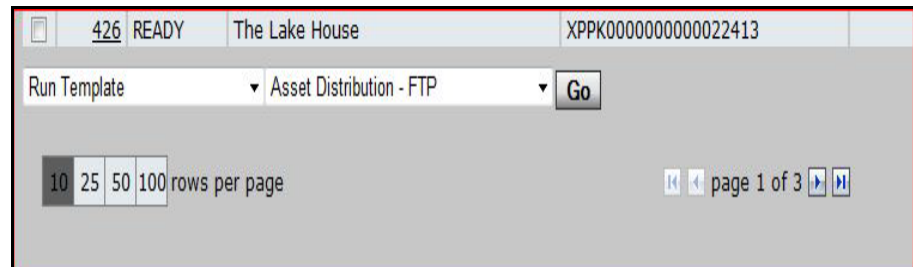 426 READY The Lake House XPPK0000000000022413
Run Template Asset Distribution - FTP Go
10 25 50 100 rows per page page 1 of 3